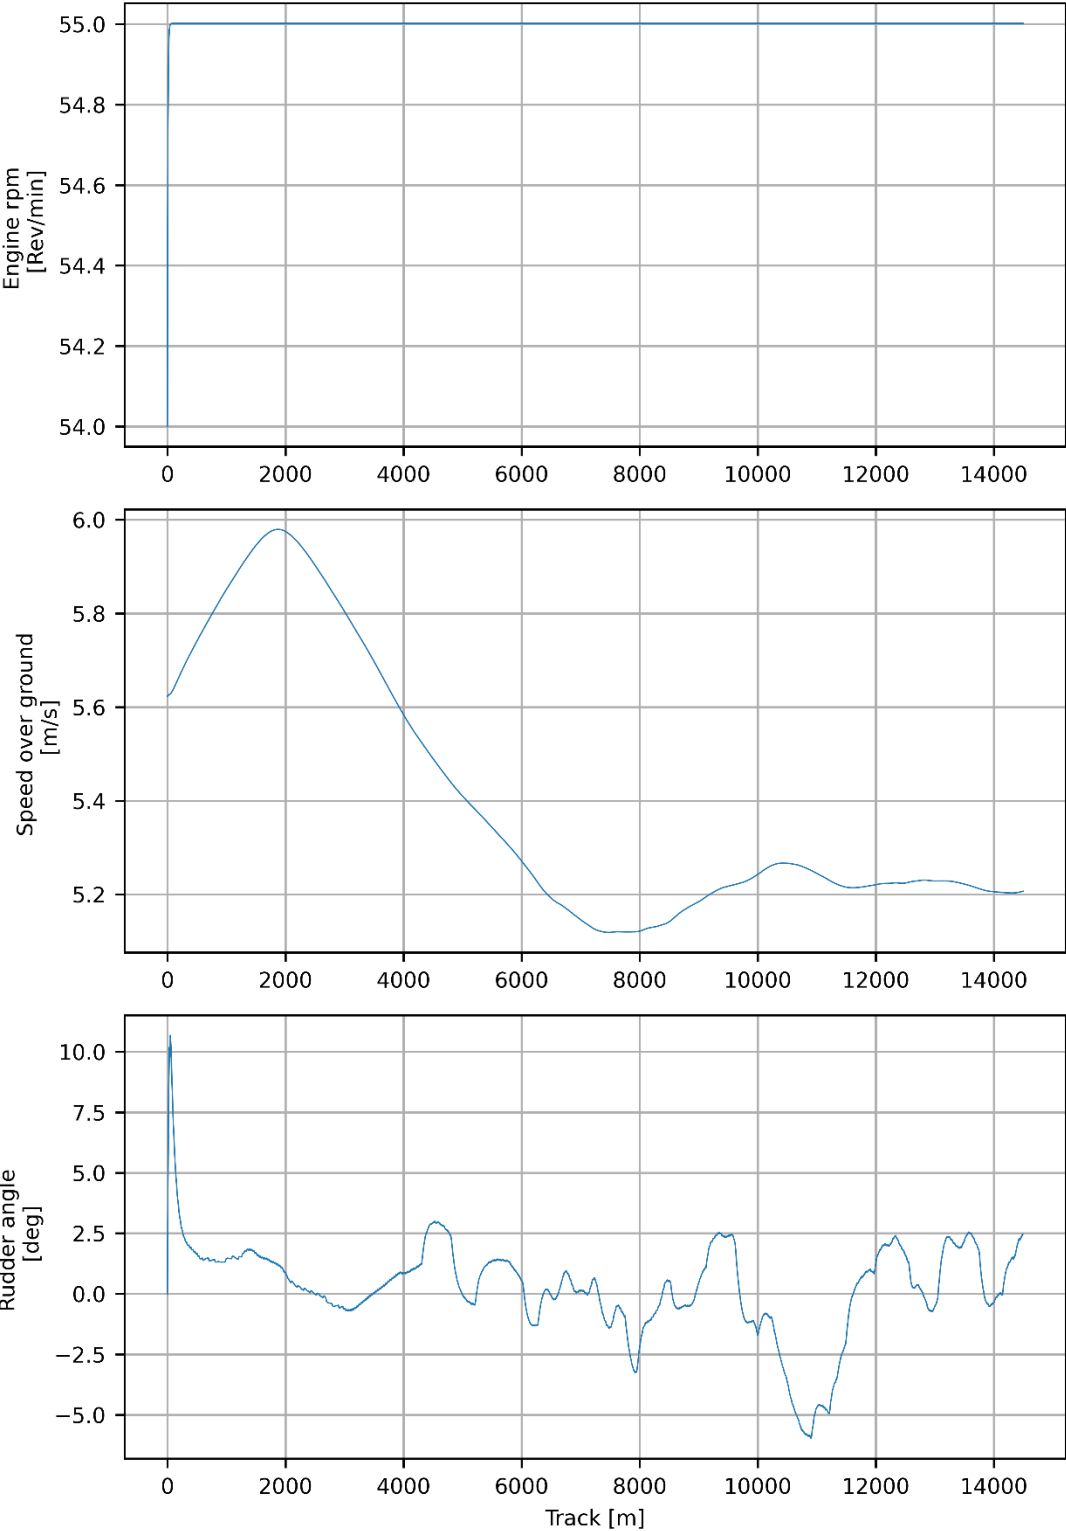 Engine rpm
[Rev/min]
55.0
54.8
54.6
54.4
54.2
54.0
0 2000 4000 6000 8000 10000 12000 14000
Speed over ground
[m/s]
6.0
5.8
5.6
5.4
5.2
0 2000 4000 6000 8000 10000 12000 14000
Rudder angle
[deg]
10.0
7.5
5.0
2.5
0.0
−2.5
−5.0
0 2000 4000 6000 8000 10000 12000 14000
Track [m]